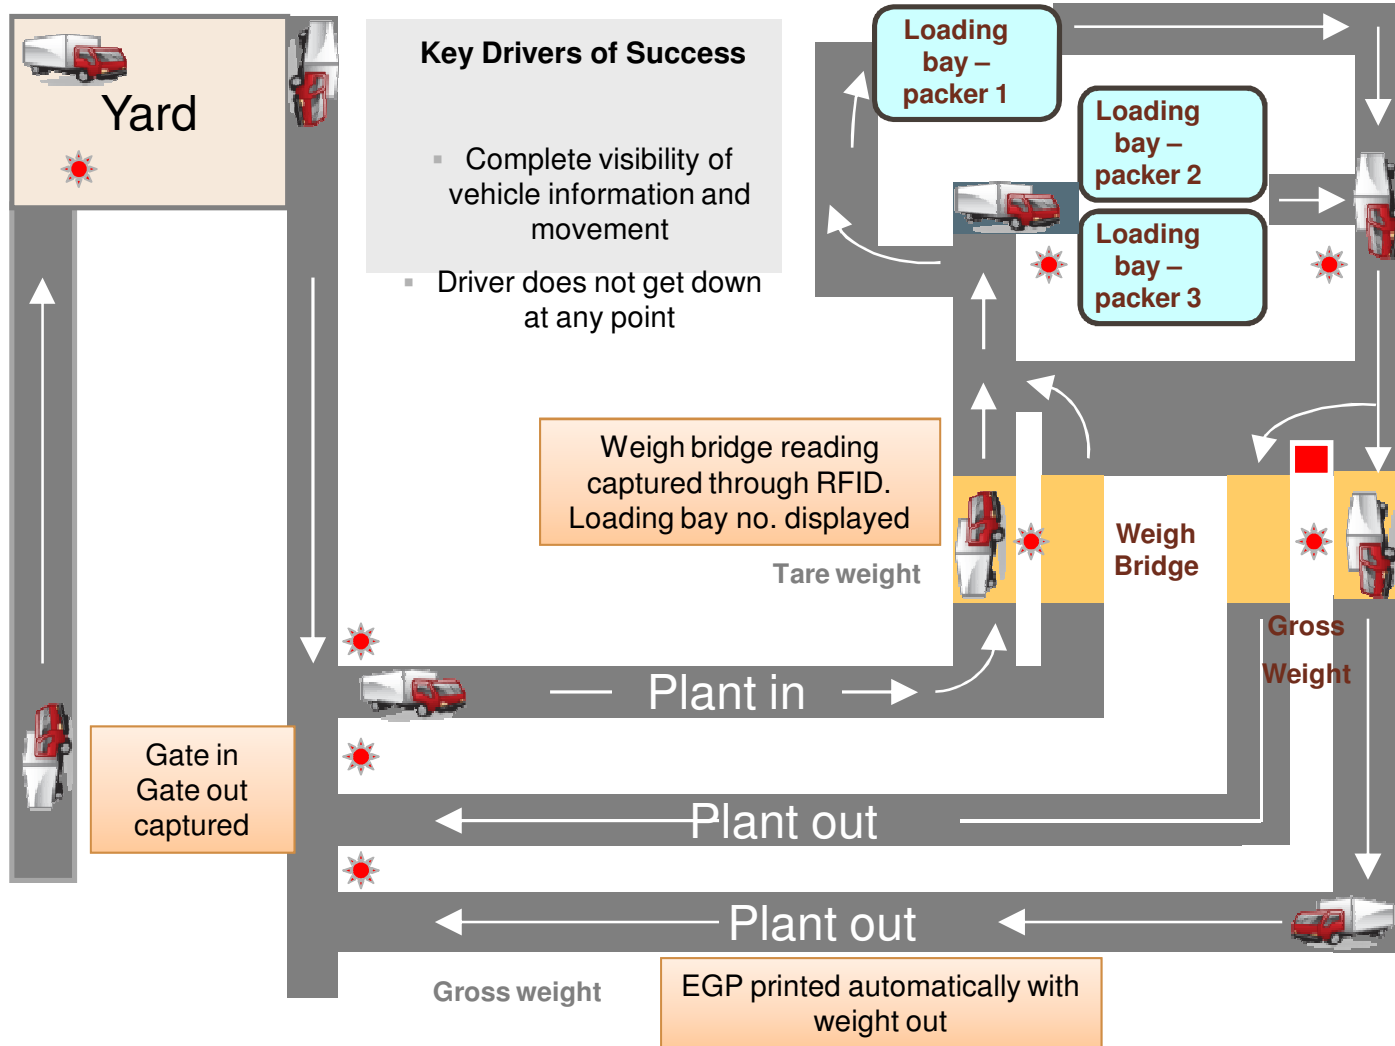 Yard
Key Drivers of Success
Complete visibility of
vehicle information and
movement
Driver does not get down
at any point
Loading
bay –
packer 1
Loading
bay –
packer 2
Loading
bay –
packer 3
Weigh bridge reading
captured through RFID.
Loading bay no. displayed
Tare weight
Weigh
Bridge
Gross
Weight
Plant in
Gate in
Gate out
captured
Plant out
Plant out
Gross weight
EGP printed automatically with
weight out